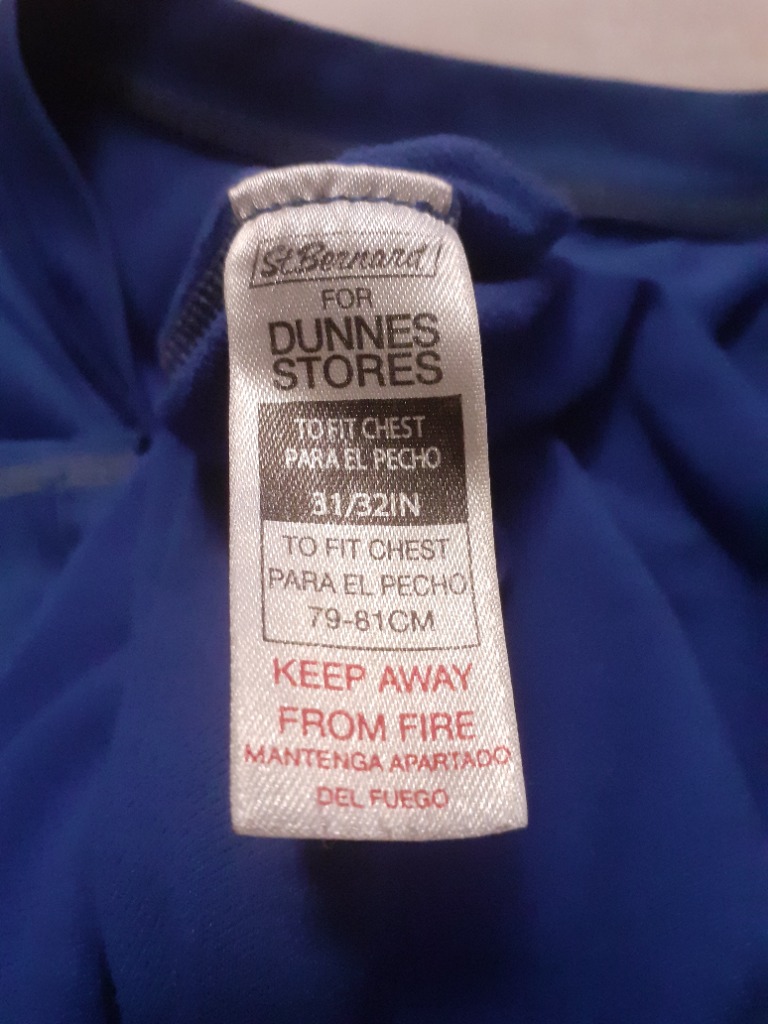 St Bernard
FOR
DUNNES
STORES
TO FIT CHEST
PARA EL PECHO
31/32IN
TO FIT CHEST
PARA EL PECHO
79-81CM
KEEP AWAY
FROM FIRE
MANTENGA APARTADO
DEL FUEGO